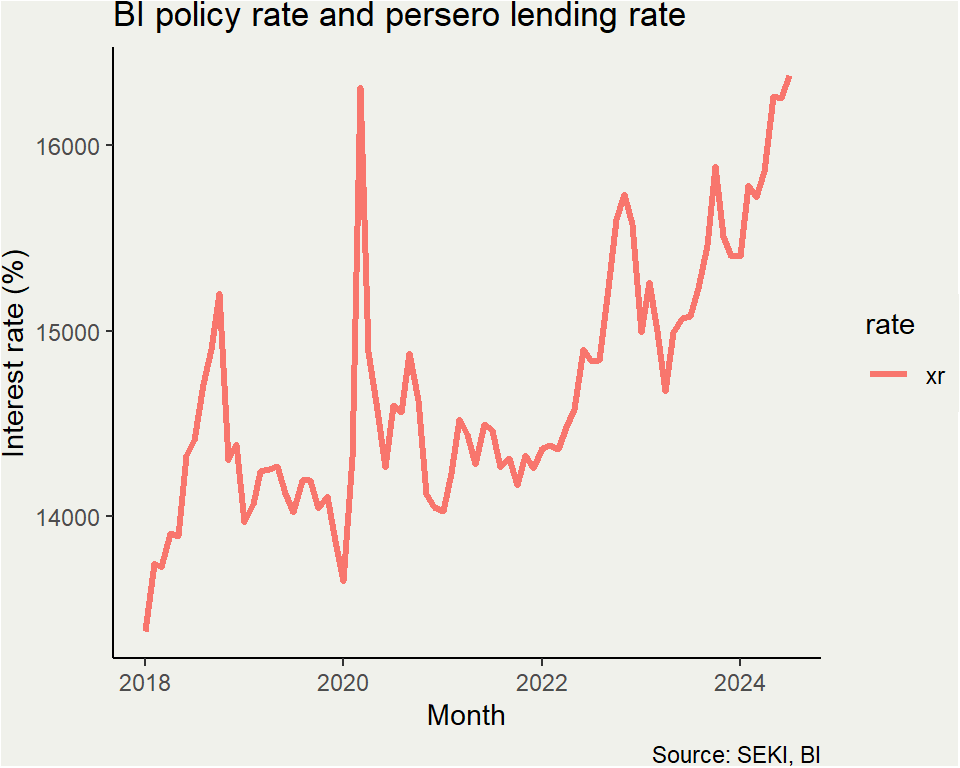 BI policy rate and persero lending rate
Interest rate (%)
16000
15000
14000
2018 2020 2022 2024
Month
rate
xr
Source: SEKI, BI